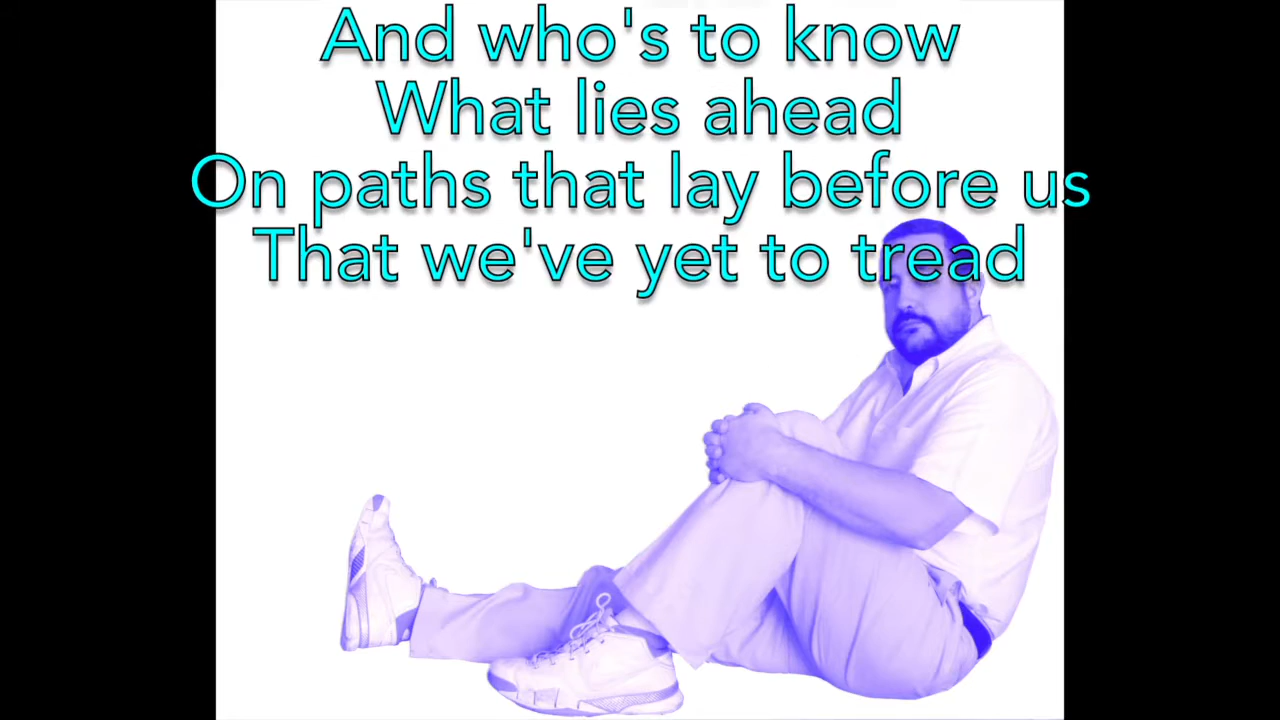 And who's to know
What lies ahead
On paths that lay before us
That we've yet to tread